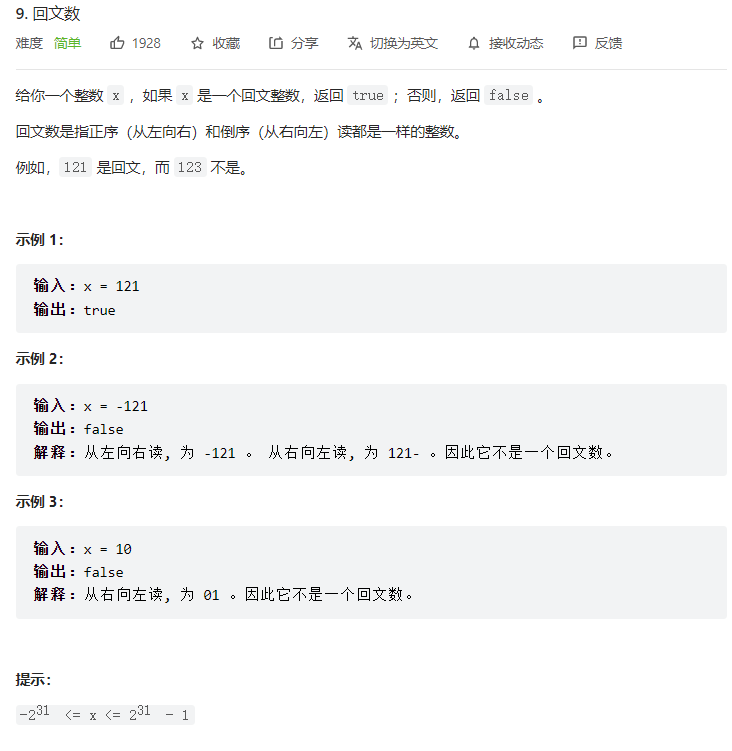 9. 回文数
难度 简单 1928 收藏 分享 切换为英文 接收动态 反馈
给你一个整数 x ，如果 x 是一个回文整数，返回 true ；否则，返回 false 。
回文数是指正序（从左向右）和倒序（从右向左）读都是一样的整数。
例如，121 是回文，而 123 不是。
示例 1：
输入：x = 121
输出：true
示例 2：
输入：x = -121
输出：false
解释：从左向右读, 为 -121 。 从右向左读, 为 121- 。因此它不是一个回文数。
示例 3：
输入：x = 10
输出：false
解释：从右向左读, 为 01 。因此它不是一个回文数。
提示：
-2³¹ <= x <= 2³¹ - 1